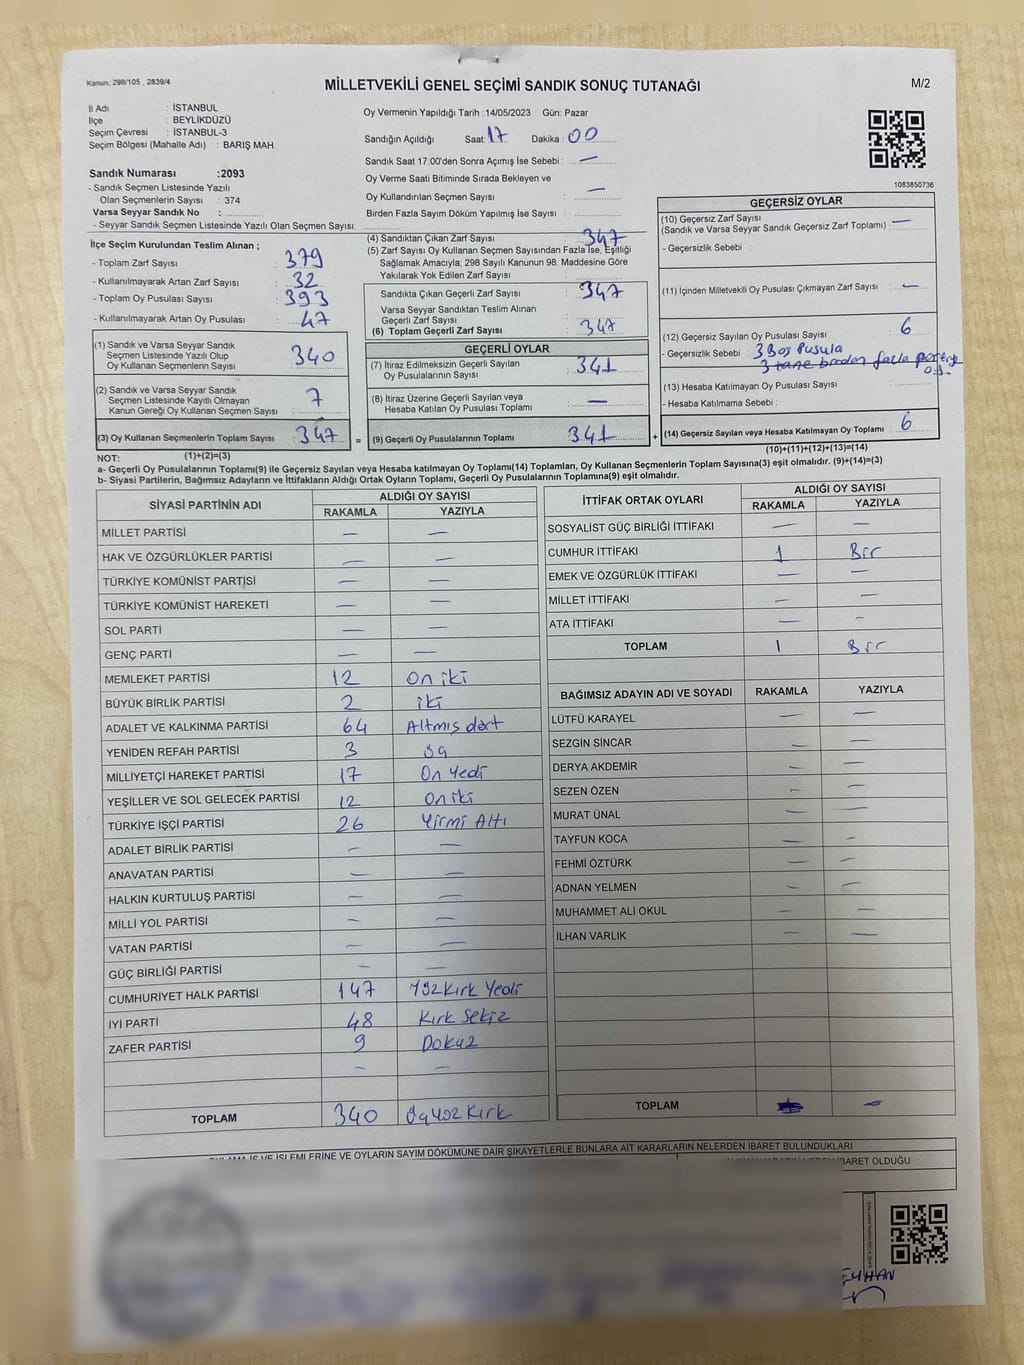 Kanun, 298/105 . 2839/4
MİLLETVEKİLİ GENEL SEÇİMİ SANDIK SONUÇ TUTANAĞI
M/2
İl Adı : İSTANBUL
İlçe : BEYLİKDÜZÜ
Seçim Çevresi : İSTANBUL-3
Seçim Bölgesi (Mahalle Adı) : BARIŞ MAH.
Oy Vermenin Yapıldığı Tarih :14/05/2023 Gün: Pazar
Sandığın Açıldığı Saat: 17 Dakika : 00
Sandık Saat 17:00'den Sonra Açımış İse Sebebi : —
Oy Verme Saati Bitiminde Sırada Bekleyen ve
Oy Kullandırılan Seçmen Sayısı : —
Birden Fazla Sayım Döküm Yapılmış İse Sayısı :
1083850736
Sandık Numarası :2093
- Sandık Seçmen Listesinde Yazılı
Olan Seçmenlerin Sayısı : 374
Varsa Seyyar Sandık No :
- Seyyar Sandık Seçmen Listesinde Yazılı Olan Seçmen Sayısı:
İlçe Seçim Kurulundan Teslim Alınan ;
- Toplam Zarf Sayısı : 379
- Kullanılmayarak Artan Zarf Sayısı : 32
- Toplam Oy Pusulası Sayısı : 393
- Kullanılmayarak Artan Oy Pusulası : 47
(1) Sandık ve Varsa Seyyar Sandık
Seçmen Listesinde Yazılı Olup
Oy Kullanan Seçmenlerin Sayısı : 340
(2) Sandık ve Varsa Seyyar Sandık
Seçmen Listesinde Kayıtlı Olmayan
Kanun Gereği Oy Kullanan Seçmen Sayısı : 7
(3) Oy Kullanan Seçmenlerin Toplam Sayısı : 347
(4) Sandıktan Çıkan Zarf Sayısı : 347
(5) Zarf Sayısı Oy Kullanan Seçmen Sayısından Fazla İse, Eşitliği
Sağlamak Amacıyla; 298 Sayılı Kanunun 98. Maddesine Göre
Yakılarak Yok Edilen Zarf Sayısı :
Sandıkta Çıkan Geçerli Zarf Sayısı : 347
Varsa Seyyar Sandıktan Teslim Alınan
Geçerli Zarf Sayısı :
(6) Toplam Geçerli Zarf Sayısı : 347
GEÇERLİ OYLAR
(7) İtiraz Edilmeksizin Geçerli Sayılan
Oy Pusulalarının Sayısı : 341
(8) İtiraz Üzerine Geçerli Sayılan veya
Hesaba Katılan Oy Pusulası Toplamı : —
= (9) Geçerli Oy Pusulalarının Toplamı 341 +
GEÇERSİZ OYLAR
(10) Geçersiz Zarf Sayısı
(Sandık ve Varsa Seyyar Sandık Geçersiz Zarf Toplamı) : —
- Geçersizlik Sebebi :
(11) İçinden Milletvekili Oy Pusulası Çıkmayan Zarf Sayısı : —
(12) Geçersiz Sayılan Oy Pusulası Sayısı : 6
- Geçersizlik Sebebi : 3 Boş Pusula
3 tane birden fazla partiye
oy.
(13) Hesaba Katılmayan Oy Pusulası Sayısı :
- Hesaba Katılmama Sebebi :
(14) Geçersiz Sayılan veya Hesaba Katılmayan Oy Toplamı : 6
NOT: (1)+(2)=(3)
(10)+(11)+(12)+(13)=(14)
a- Geçerli Oy Pusulalarının Toplamı(9) ile Geçersiz Sayılan veya Hesaba katılmayan Oy Toplamı(14) Toplamları, Oy Kullanan Seçmenlerin Toplam Sayısına(3) eşit olmalıdır. (9)+(14)=(3)
b- Siyasi Partilerin, Bağımsız Adayların ve İttifakların Aldığı Ortak Oyların Toplamı, Geçerli Oy Pusulalarının Toplamına(9) eşit olmalıdır.
SİYASİ PARTİNİN ADI
ALDIĞI OY SAYISI
RAKAMLA YAZIYLA
MİLLET PARTİSİ — —
HAK VE ÖZGÜRLÜKLER PARTİSİ — —
TÜRKİYE KOMÜNİST PARTİSİ — —
TÜRKİYE KOMÜNİST HAREKETİ — —
SOL PARTİ — —
GENÇ PARTİ — —
MEMLEKET PARTİSİ 12 On iki
BÜYÜK BİRLİK PARTİSİ 2 iki
ADALET VE KALKINMA PARTİSİ 64 Altmış dört
YENİDEN REFAH PARTİSİ 3 üç
MİLLİYETÇİ HAREKET PARTİSİ 17 On Yedi
YEŞİLLER VE SOL GELECEK PARTİSİ 12 On iki
TÜRKİYE İŞÇİ PARTİSİ 26 Yirmi Altı
ADALET BİRLİK PARTİSİ — —
ANAVATAN PARTİSİ — —
HALKIN KURTULUŞ PARTİSİ — —
MİLLİ YOL PARTİSİ — —
VATAN PARTİSİ — —
GÜÇ BİRLİĞİ PARTİSİ — —
CUMHURİYET HALK PARTİSİ 147 Yüz Kırk Yedi
İYİ PARTİ 48 Kırk Sekiz
ZAFER PARTİSİ 9 Dokuz
— —
TOPLAM 340 Üçyüz Kırk
İTTİFAK ORTAK OYLARI
ALDIĞI OY SAYISI
RAKAMLA YAZIYLA
SOSYALİST GÜÇ BİRLİĞİ İTTİFAKI — —
CUMHUR İTTİFAKI 1 Bir
EMEK VE ÖZGÜRLÜK İTTİFAKI — —
MİLLET İTTİFAKI — —
ATA İTTİFAKI — —
TOPLAM 1 Bir
BAĞIMSIZ ADAYIN ADI VE SOYADI RAKAMLA YAZIYLA
LÜTFÜ KARAYEL — —
SEZGİN SİNCAR — —
DERYA AKDEMİR — —
SEZEN ÖZEN — —
MURAT ÜNAL — —
TAYFUN KOCA — —
FEHMİ ÖZTÜRK — —
ADNAN YELMEN — —
MUHAMMET ALİ OKUL — —
İLHAN VARLIK — —
TOPLAM —
VE İŞLEMLERİNE VE OYLARIN SAYIM DÖKÜMÜNE DAİR ŞİKAYETLERLE BUNLARA AİT KARARLARIN NELERDEN İBARET BULUNDUKLARI
İBARET OLDUĞU